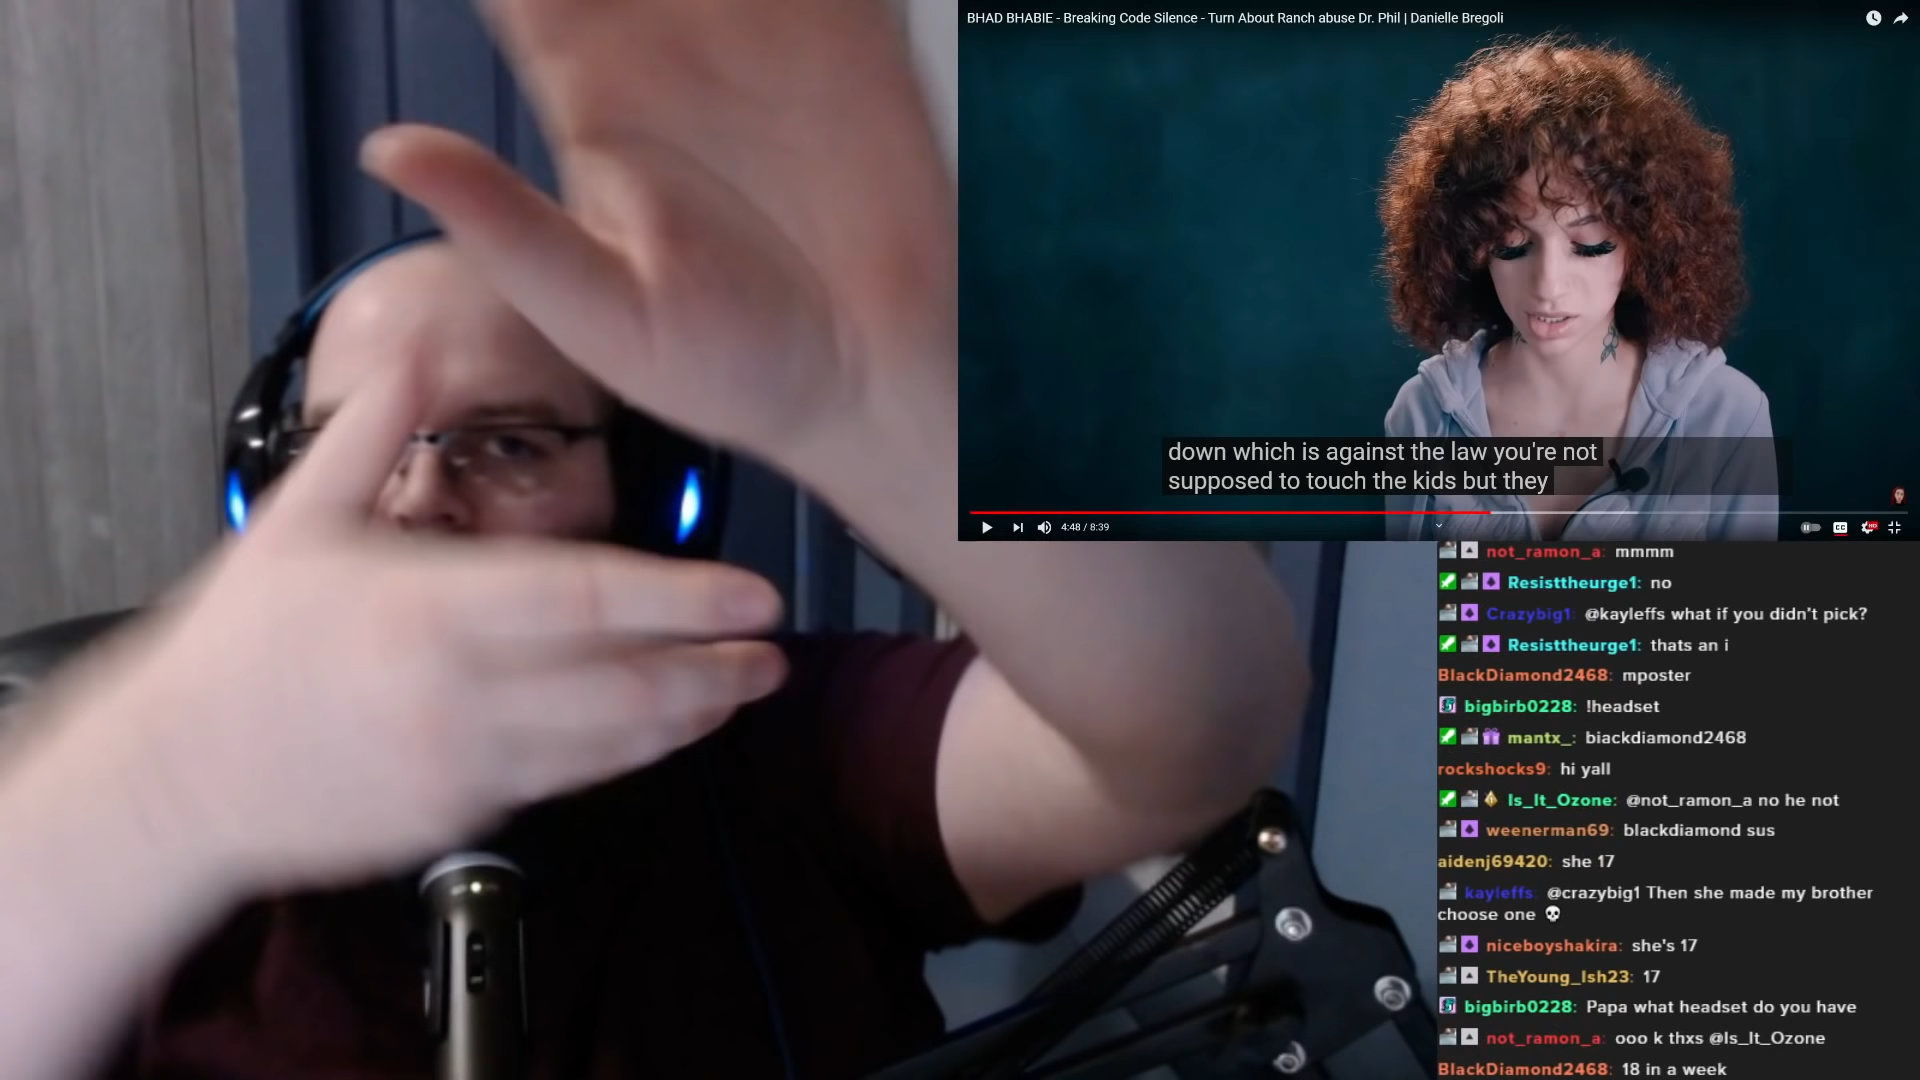 BHAD BHABIE - Breaking Code Silence - Turn About Ranch abuse Dr. Phil | Danielle Bregoli
down which is against the law you're not
supposed to touch the kids but they
4:48 / 8:39
CC
HD
not_ramon_a: mmmm
Resisttheurge1: no
Crazybig1: @kayleffs what if you didn't pick?
Resisttheurge1: thats an i
BlackDiamond2468: mposter
bigbirb0228: !headset
mantx_: biackdiamond2468
rockshocks9: hi yall
Is_It_Ozone: @not_ramon_a no he not
weenerman69: blackdiamond sus
aidenj69420: she 17
kayleffs: @crazybig1 Then she made my brother
choose one 💀
niceboyshakira: she's 17
TheYoung_Ish23: 17
bigbirb0228: Papa what headset do you have
not_ramon_a: ooo k thxs @Is_It_Ozone
BlackDiamond2468: 18 in a week